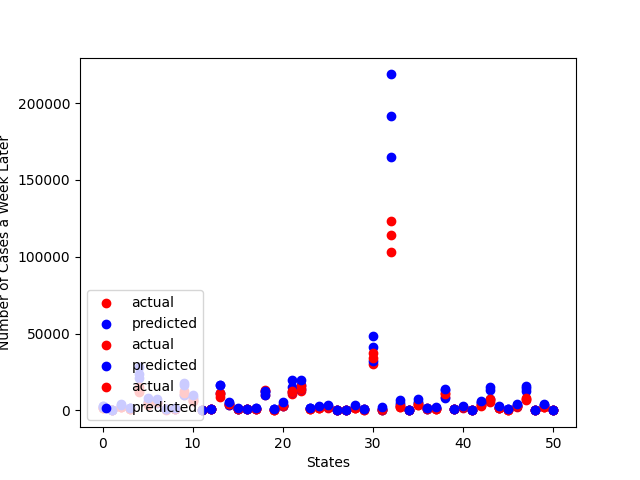 200000
150000
100000
50000
0
Number of Cases a Week Later
actual
predicted
actual
predicted
actual
predicted
0 10 20 30 40 50
States